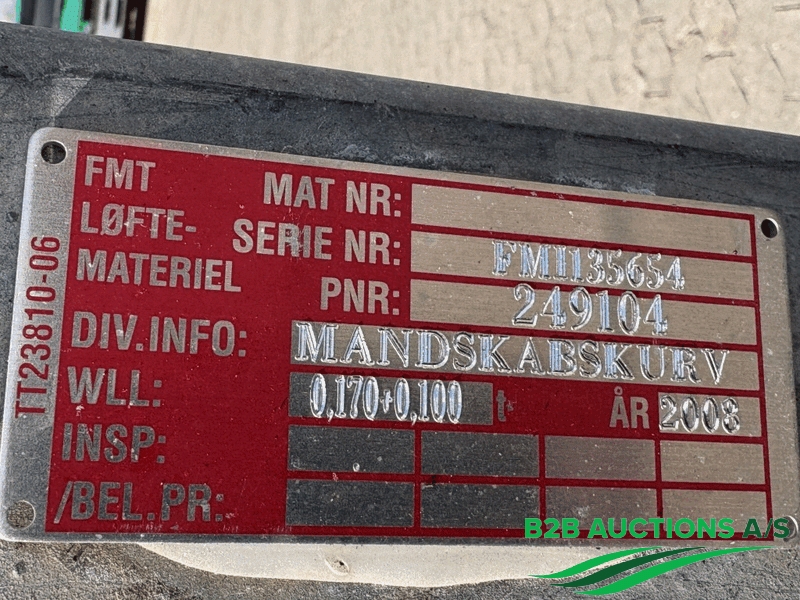 FMT LØFTE- MATERIEL
MAT NR:
SERIE NR: FMI1135654
PNR: 249104
DIV.INFO: MANDSKABSKURV
WLL: 0,170+0,100 t ÅR 2008
INSP:
/BEL.PR:
TT23810-06
B2B AUCTIONS A/S